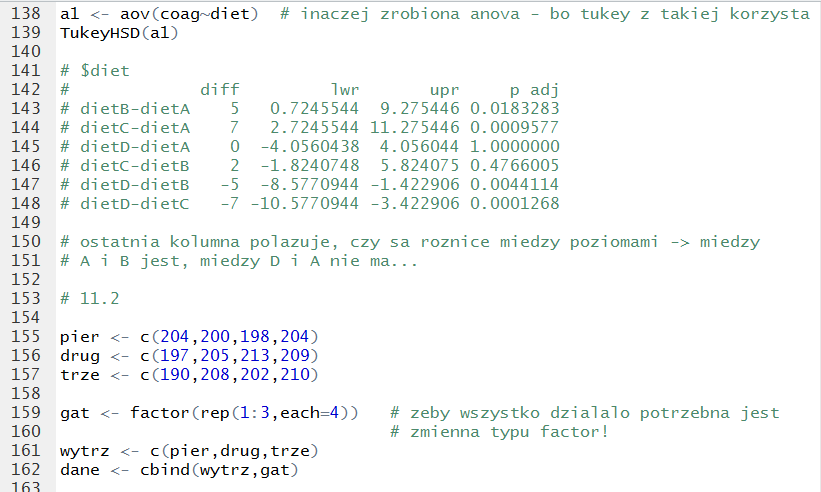 138 a1 <- aov(coag~diet)  # inaczej zrobiona anova - bo tukey z takiej korzysta
139 TukeyHSD(a1)
140
141 # $diet
142 #             diff         lwr       upr     p adj
143 # dietB-dietA    5   0.7245544  9.275446 0.0183283
144 # dietC-dietA    7   2.7245544 11.275446 0.0009577
145 # dietD-dietA    0  -4.0560438  4.056044 1.0000000
146 # dietC-dietB    2  -1.8240748  5.824075 0.4766005
147 # dietD-dietB   -5  -8.5770944 -1.422906 0.0044114
148 # dietD-dietC   -7 -10.5770944 -3.422906 0.0001268
149
150 # ostatnia kolumna polazuje, czy sa roznice miedzy poziomami -> miedzy
151 # A i B jest, miedzy D i A nie ma...
152
153 # 11.2
154
155 pier <- c(204,200,198,204)
156 drug <- c(197,205,213,209)
157 trze <- c(190,208,202,210)
158
159 gat <- factor(rep(1:3,each=4))   # zeby wszystko dzialalo potrzebna jest
160                                  # zmienna typu factor!
161 wytrz <- c(pier,drug,trze)
162 dane <- cbind(wytrz,gat)
163